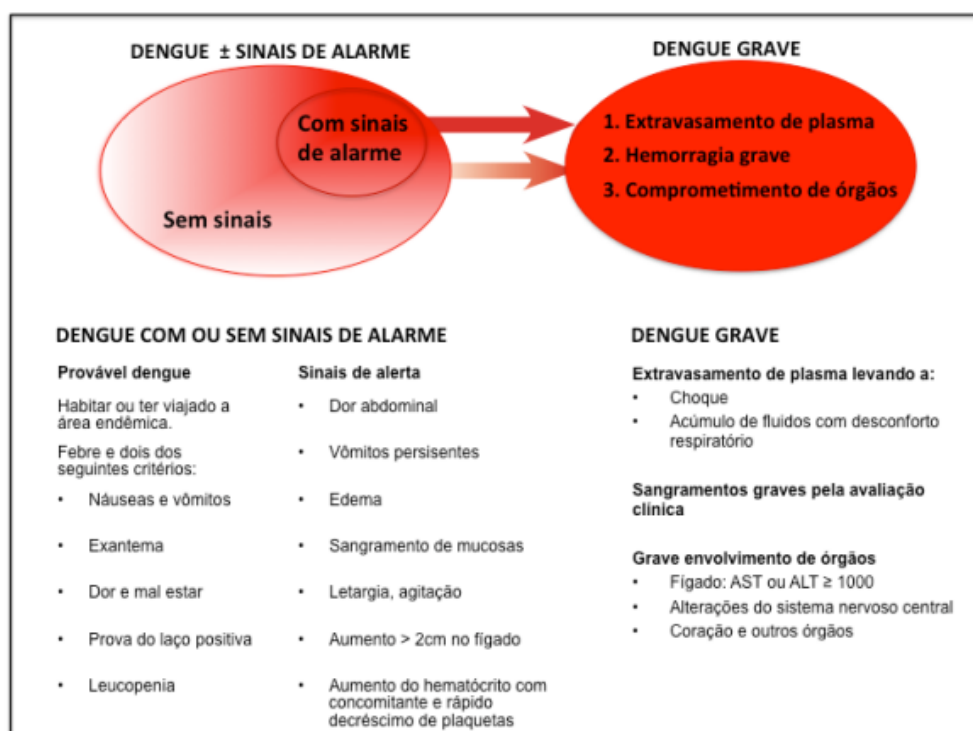 DENGUE ± SINAIS DE ALARME
Com sinais
de alarme
Sem sinais
DENGUE GRAVE
1. Extravasamento de plasma
2. Hemorragia grave
3. Comprometimento de órgãos
DENGUE COM OU SEM SINAIS DE ALARME
Provável dengue
Habitar ou ter viajado a
área endêmica.
Febre e dois dos
seguintes critérios:
• Náuseas e vômitos
• Exantema
• Dor e mal estar
• Prova do laço positiva
• Leucopenia
Sinais de alerta
• Dor abdominal
• Vômitos persisentes
• Edema
• Sangramento de mucosas
• Letargia, agitação
• Aumento > 2cm no fígado
• Aumento do hematócrito com
concomitante e rápido
decréscimo de plaquetas
DENGUE GRAVE
Extravasamento de plasma levando a:
• Choque
• Acúmulo de fluidos com desconforto
respiratório
Sangramentos graves pela avaliação
clínica
Grave envolvimento de órgãos
• Fígado: AST ou ALT ≥ 1000
• Alterações do sistema nervoso central
• Coração e outros órgãos